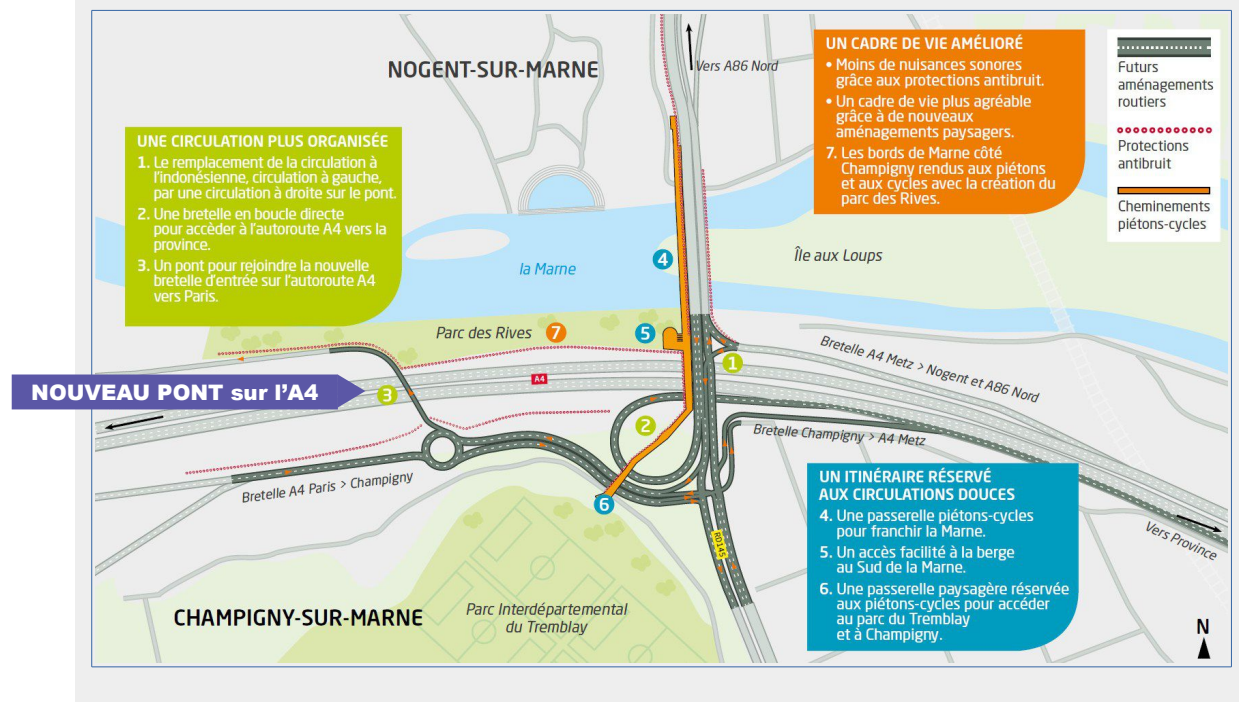 NOGENT-SUR-MARNE
Vers A86 Nord
UN CADRE DE VIE AMÉLIORÉ
• Moins de nuisances sonores
grâce aux protections antibruit.
• Un cadre de vie plus agréable
grâce à de nouveaux
aménagements paysagers.
7. Les bords de Marne côté
Champigny rendus aux piétons
et aux cycles avec la création du
parc des Rives.
Futurs
aménagements
routiers
Protections
antibruit
Cheminements
piétons-cycles
UNE CIRCULATION PLUS ORGANISÉE
1. Le remplacement de la circulation à
l'indonésienne, circulation à gauche,
par une circulation à droite sur le pont.
2. Une bretelle en boucle directe
pour accèder à l'autoroute A4 vers la
province.
3. Un pont pour rejoindre la nouvelle
bretelle d'entrée sur l'autoroute A4
vers Paris.
la Marne
4
Île aux Loups
Parc des Rives
7
5
1
Bretelle A4 Metz > Nogent et A86 Nord
NOUVEAU PONT sur l'A4
3
A4
2
Bretelle Champigny > A4 Metz
Bretelle A4 Paris > Champigny
6
RD145
Vers Province
UN ITINÉRAIRE RÉSERVÉ
AUX CIRCULATIONS DOUCES
4. Une passerelle piétons-cycles
pour franchir la Marne.
5. Un accès facilité à la berge
au Sud de la Marne.
6. Une passerelle paysagère réservée
aux piétons-cycles pour accéder
au parc du Tremblay
et à Champigny.
CHAMPIGNY-SUR-MARNE
Parc Interdépartemental
du Tremblay
N